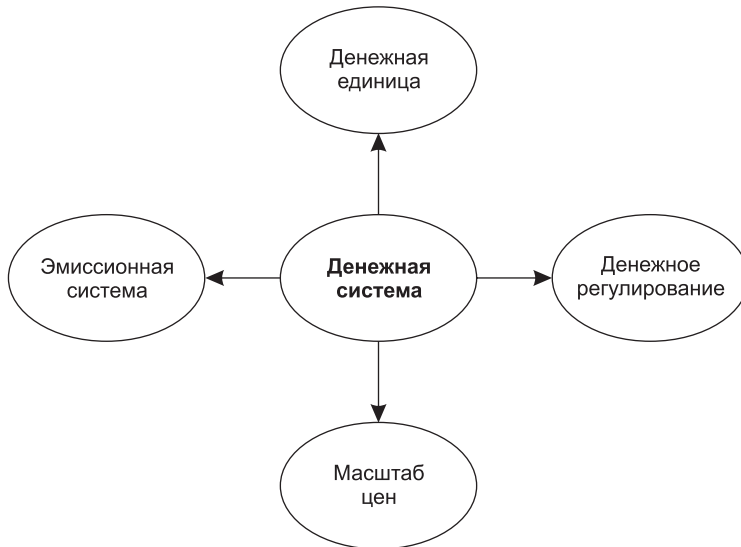 Денежная
единица
Эмиссионная
система
Денежная
система
Денежное
регулирование
Масштаб
цен